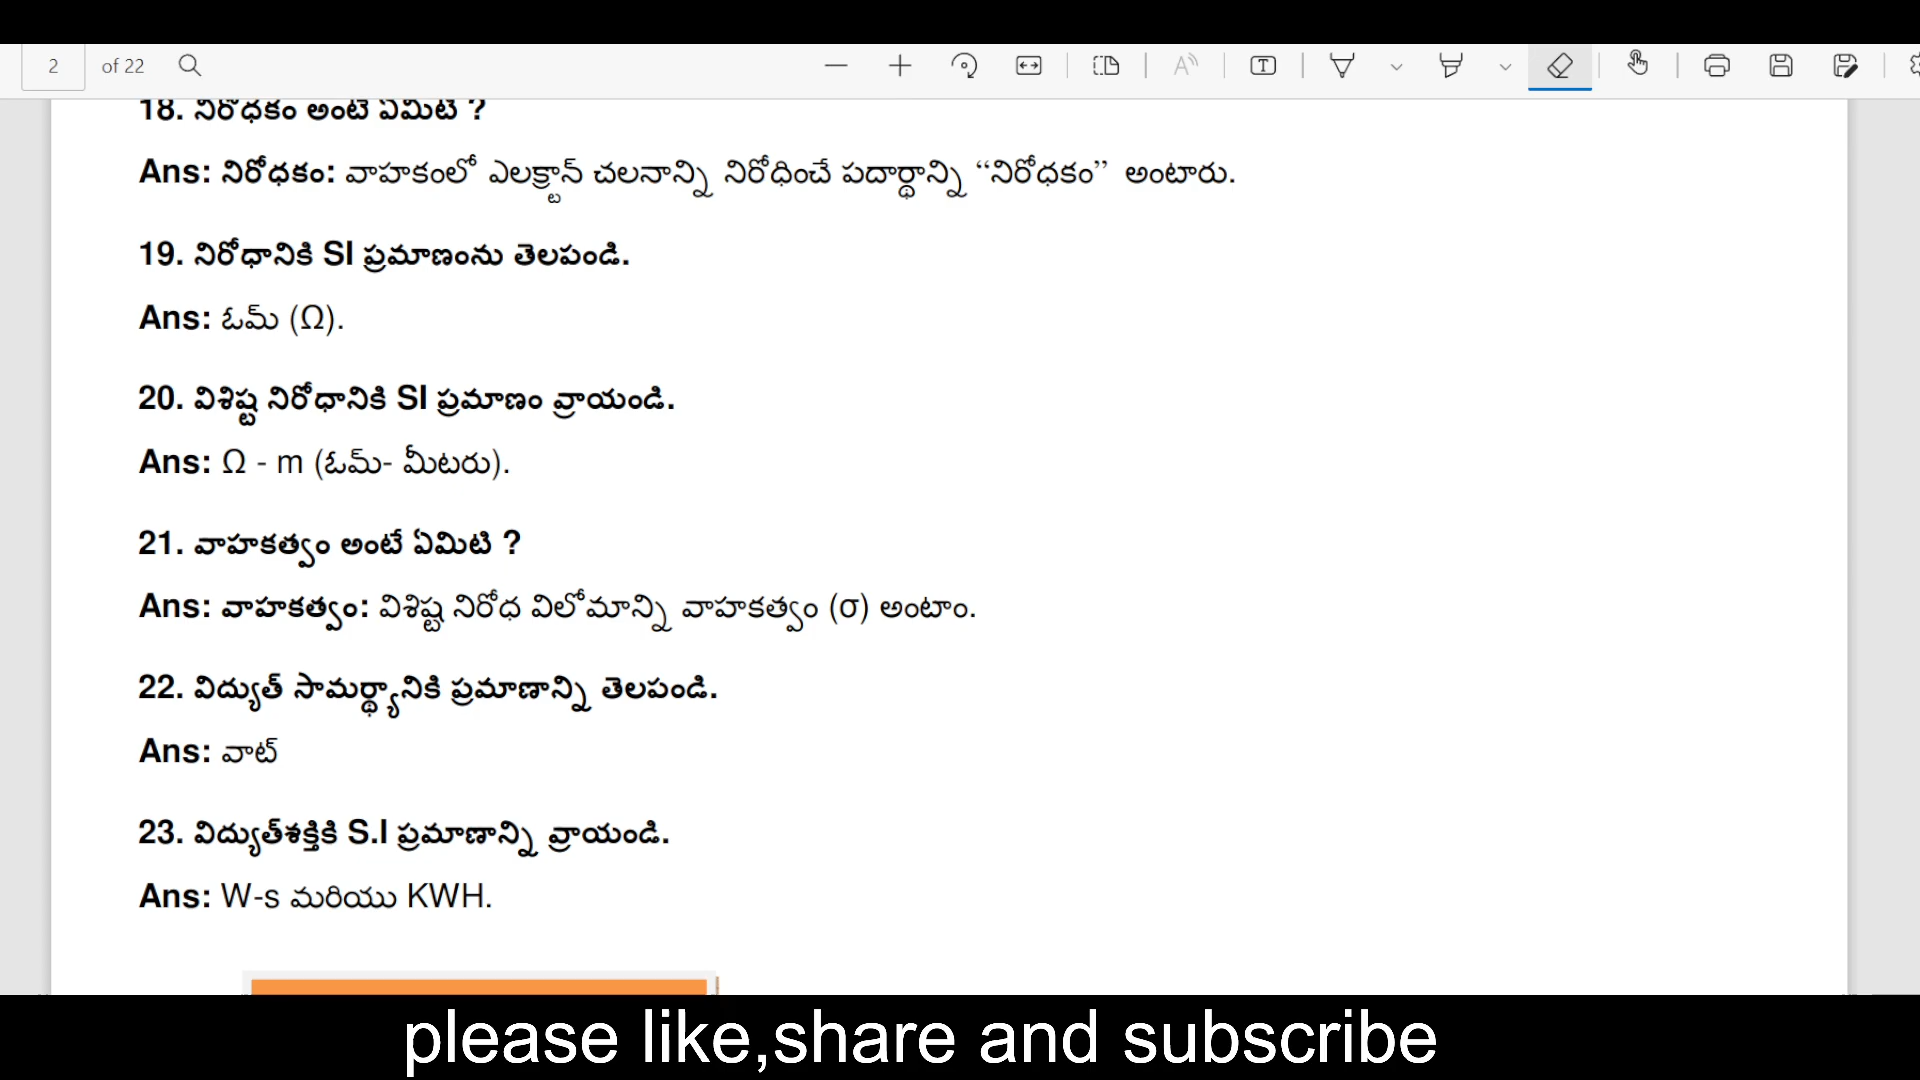 2 of 22
18. నిరోధకం అంటే ఏమిటి ?
Ans: నిరోధకం: వాహకంలో ఎలక్ట్రాన్ చలనాన్ని నిరోధించే పదార్థాన్ని “నిరోధకం” అంటారు.
19. నిరోధానికి SI ప్రమాణంను తెలపండి.
Ans: ఓమ్ (Ω).
20. విశిష్ట నిరోధానికి SI ప్రమాణం వ్రాయండి.
Ans: Ω - m (ఓమ్- మీటరు).
21. వాహకత్వం అంటే ఏమిటి ?
Ans: వాహకత్వం: విశిష్ట నిరోధ విలోమాన్ని వాహకత్వం (σ) అంటాం.
22. విద్యుత్ సామర్థ్యానికి ప్రమాణాన్ని తెలపండి.
Ans: వాట్
23. విద్యుత్‌శక్తికి S.I ప్రమాణాన్ని వ్రాయండి.
Ans: W-s మరియు KWH.
please like,share and subscribe